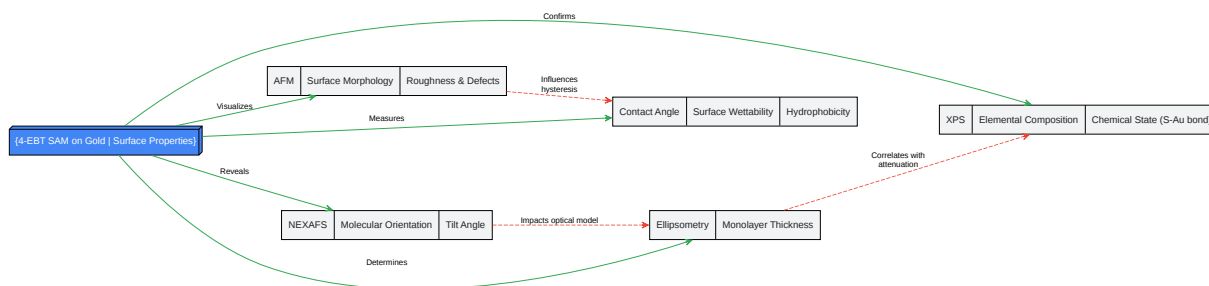 Confirms
AFM Surface Morphology Roughness & Defects
Influences
hysteresis
Visualizes
Contact Angle Surface Wettability Hydrophobicity
Measures
XPS Elemental Composition Chemical State (S-Au bond)
{4-EBT SAM on Gold | Surface Properties}
Correlates with
attenuation
Reveals
NEXAFS Molecular Orientation Tilt Angle
Impacts optical model
Ellipsometry Monolayer Thickness
Determines